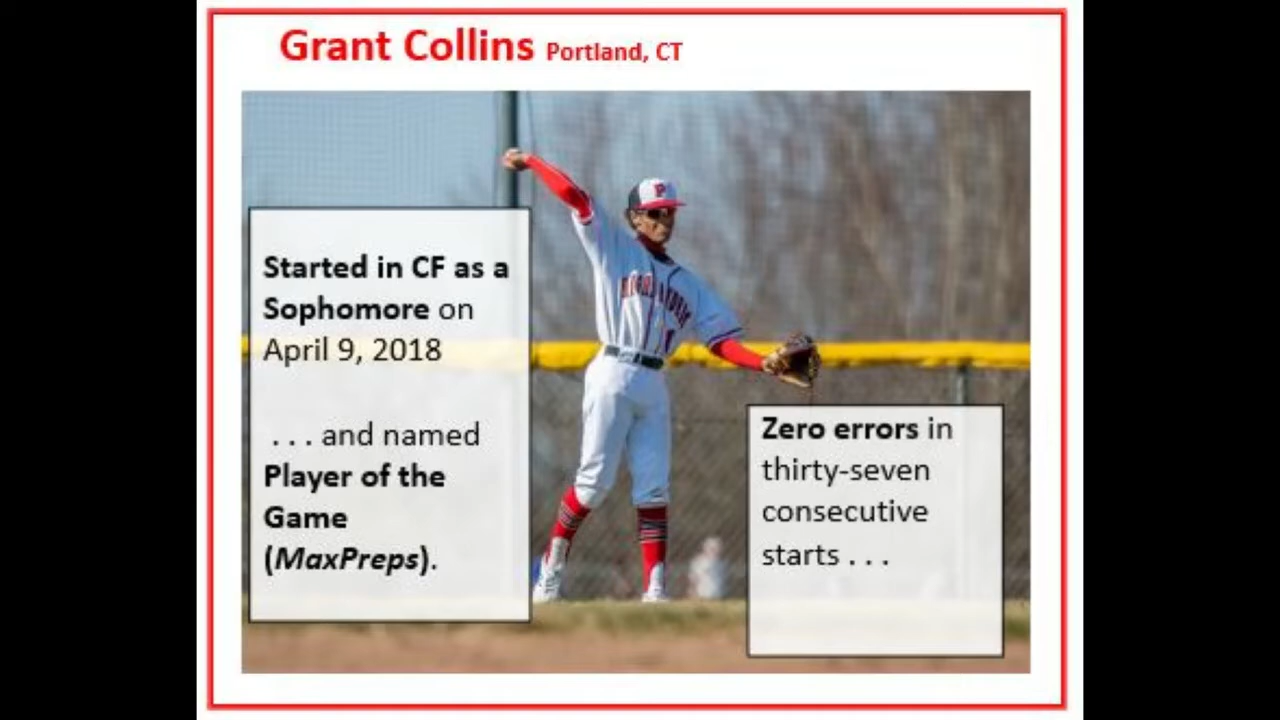 Grant Collins Portland, CT
P
Started in CF as a
Sophomore on
April 9, 2018
. . . and named
Player of the
Game
(MaxPreps).
Zero errors in
thirty-seven
consecutive
starts . . .